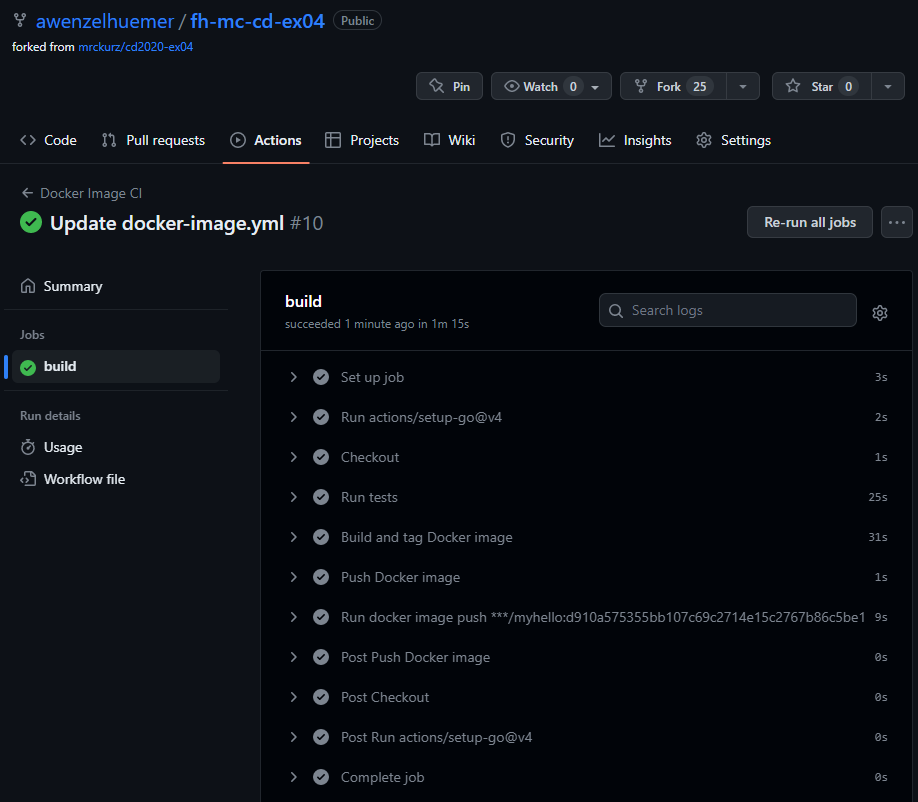 awenzelhuemer / fh-mc-cd-ex04 Public
forked from mrckurz/cd2020-ex04
Pin Watch 0 Fork 25 Star 0
Code Pull requests Actions Projects Wiki Security Insights Settings
Docker Image CI
Update docker-image.yml #10
Re-run all jobs
Summary
Jobs
build
Run details
Usage
Workflow file
build
succeeded 1 minute ago in 1m 15s
Search logs
Set up job 3s
Run actions/setup-go@v4 2s
Checkout 1s
Run tests 25s
Build and tag Docker image 31s
Push Docker image 1s
Run docker image push ***/myhello:d910a575355bb107c69c2714e15c2767b86c5be1 9s
Post Push Docker image 0s
Post Checkout 0s
Post Run actions/setup-go@v4 0s
Complete job 0s